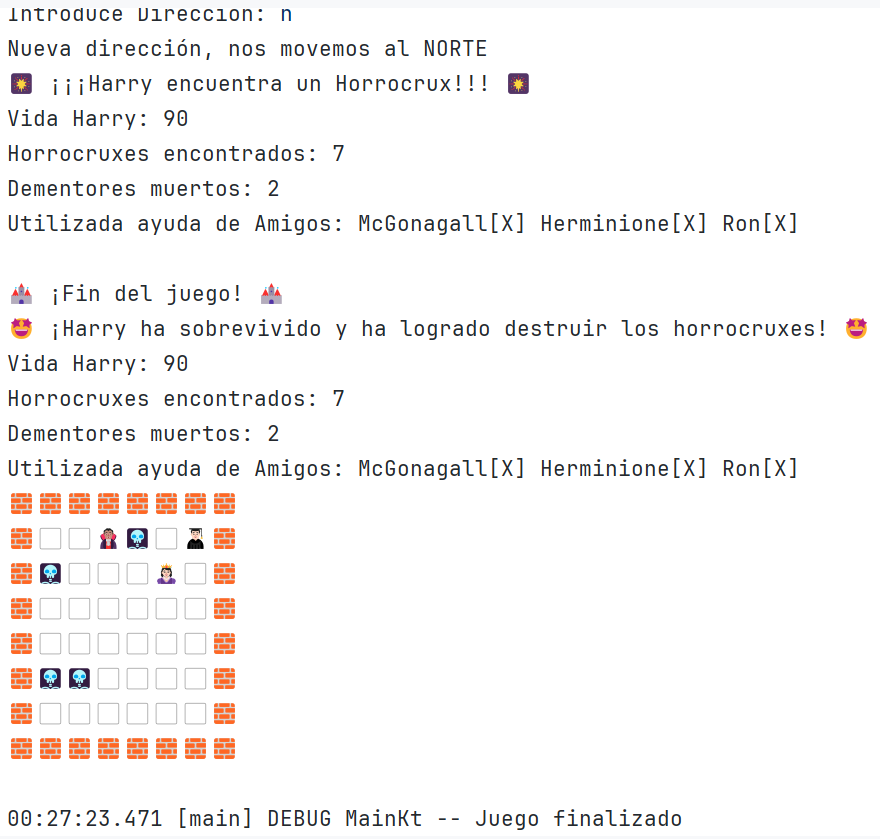 Introduce Dirección: n
Nueva dirección, nos movemos al NORTE
¡¡¡Harry encuentra un Horrocrux!!!
Vida Harry: 90
Horrocruxes encontrados: 7
Dementores muertos: 2
Utilizada ayuda de Amigos: McGonagall[X] Herminione[X] Ron[X]
¡Fin del juego!
¡Harry ha sobrevivido y ha logrado destruir los horrocruxes!
Vida Harry: 90
Horrocruxes encontrados: 7
Dementores muertos: 2
Utilizada ayuda de Amigos: McGonagall[X] Herminione[X] Ron[X]
00:27:23.471 [main] DEBUG MainKt -- Juego finalizado